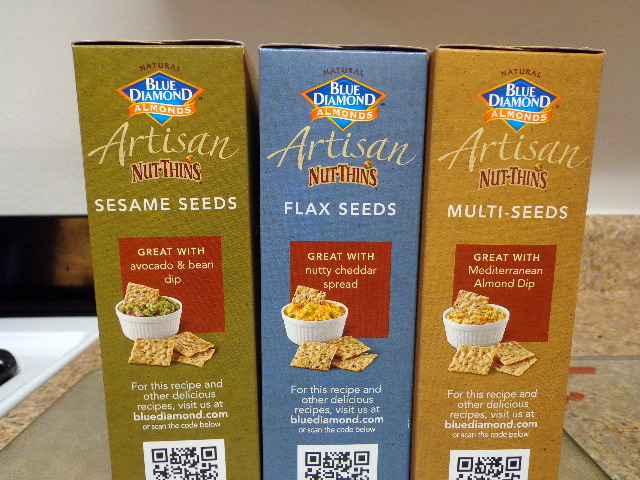 NATURAL
BLUE
DIAMOND
ALMONDS
Artisan
NUT-THINS
SESAME SEEDS
GREAT WITH
avocado & bean
dip
For this recipe and
other delicious
recipes, visit us at
bluediamond.com
or scan the code below
NATURAL
BLUE
DIAMOND
ALMONDS
Artisan
NUT-THINS
FLAX SEEDS
GREAT WITH
nutty cheddar
spread
For this recipe and
other delicious
recipes, visit us at
bluediamond.com
or scan the code below
NATURAL
BLUE
DIAMOND
ALMONDS
Artisan
NUT-THINS
MULTI-SEEDS
GREAT WITH
Mediterranean
Almond Dip
For this recipe and
other delicious
recipes, visit us at
bluediamond.com
or scan the code below